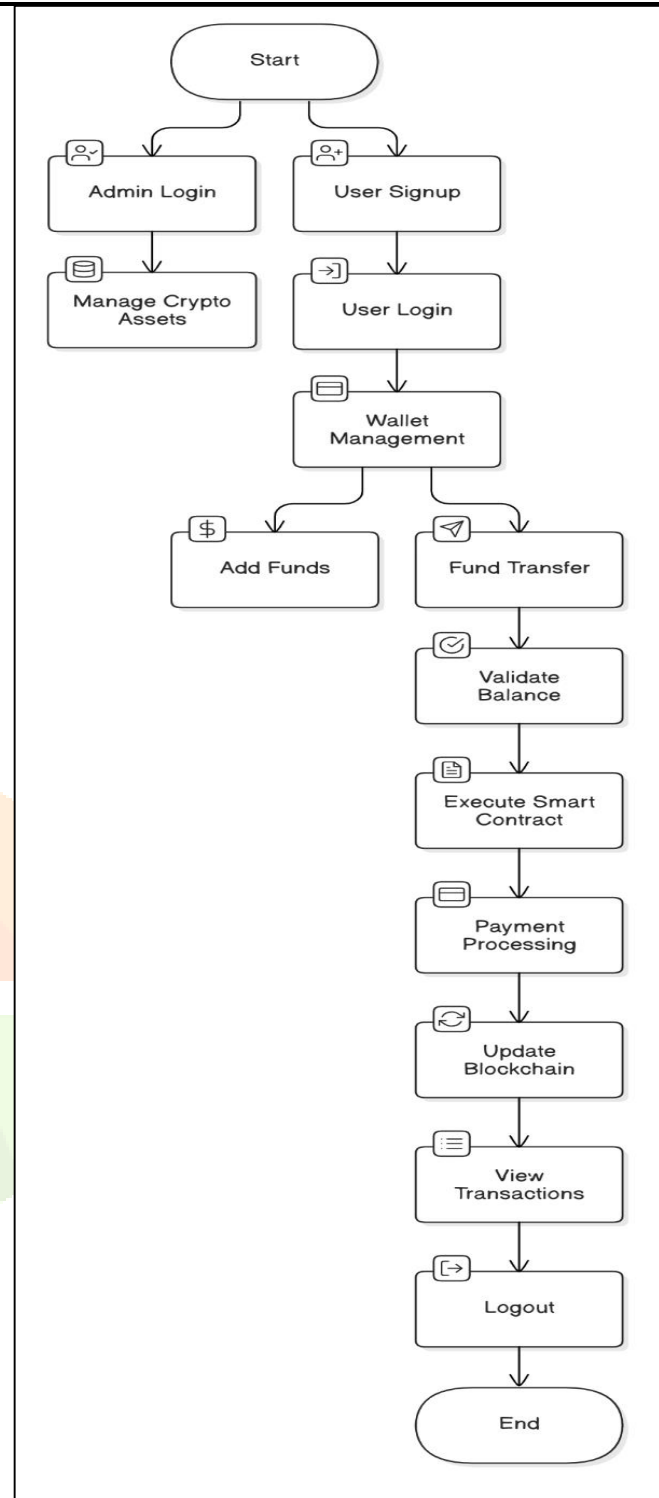 Start
Admin Login
User Signup
Manage Crypto
Assets
User Login
Wallet
Management
Add Funds
Fund Transfer
Validate
Balance
Execute Smart
Contract
Payment
Processing
Update
Blockchain
View
Transactions
Logout
End